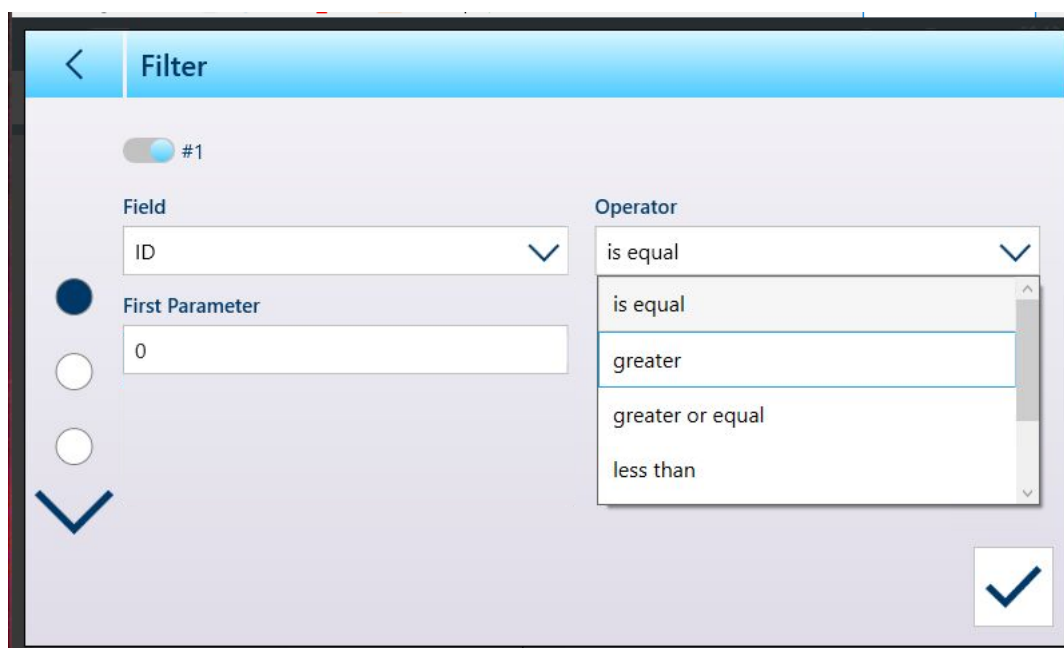 Filter
#1
Field
Operator
ID
is equal
First Parameter
0
is equal
greater
greater or equal
less than